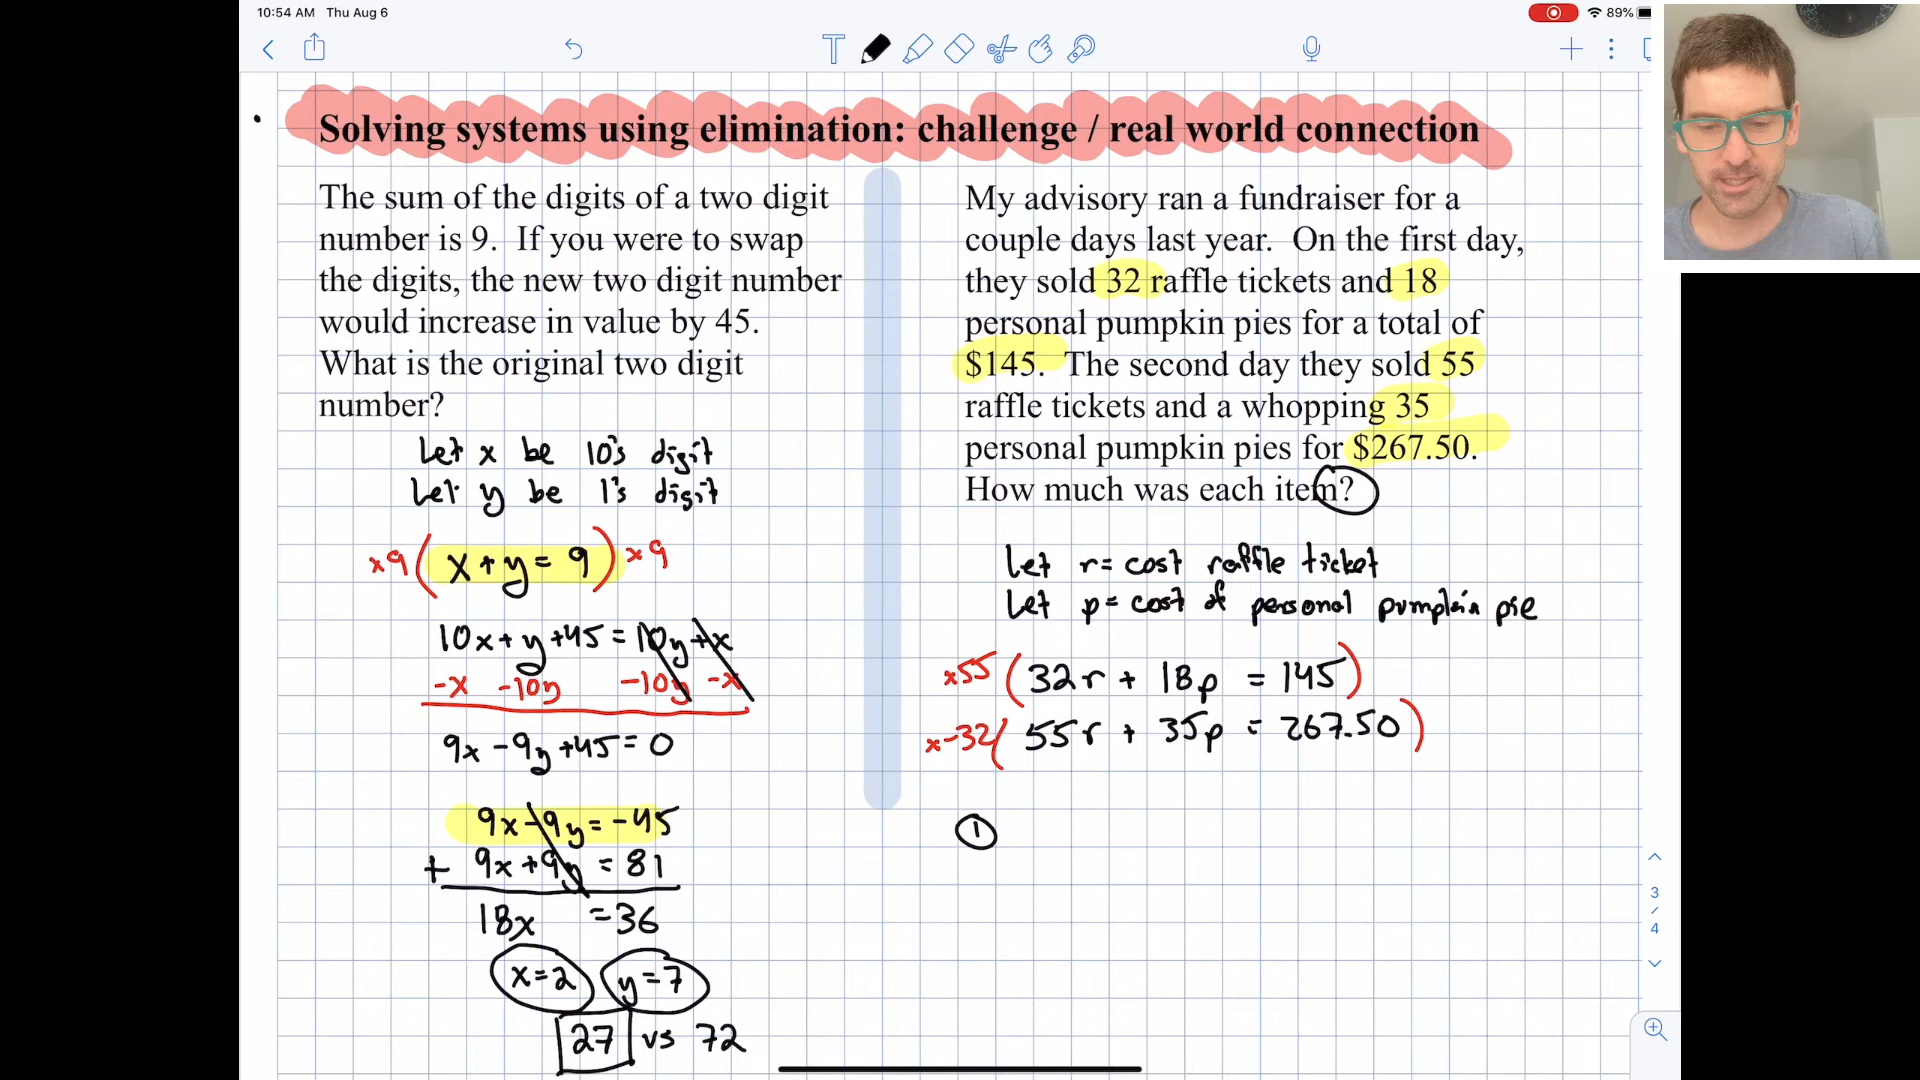 10:54 AM Thu Aug 6
89%
Solving systems using elimination: challenge / real world connection
The sum of the digits of a two digit
number is 9. If you were to swap
the digits, the new two digit number
would increase in value by 45.
What is the original two digit
number?
Let x be 10's digit
Let y be 1's digit
x9 ( x + y = 9 ) x9
10x + y + 45 = 10y + x
-x -10y -10y -x
9x - 9y + 45 = 0
9x - 9y = -45
+ 9x + 9y = 81
18x = 36
x = 2 y = 7
27 vs 72
My advisory ran a fundraiser for a
couple days last year. On the first day,
they sold 32 raffle tickets and 18
personal pumpkin pies for a total of
$145. The second day they sold 55
raffle tickets and a whopping 35
personal pumpkin pies for $267.50.
How much was each item?
Let r = cost raffle ticket
Let p = cost of personal pumpkin pie
x55 ( 32r + 18p = 145 )
x-32 ( 55r + 35p = 267.50 )
1
3
/
4